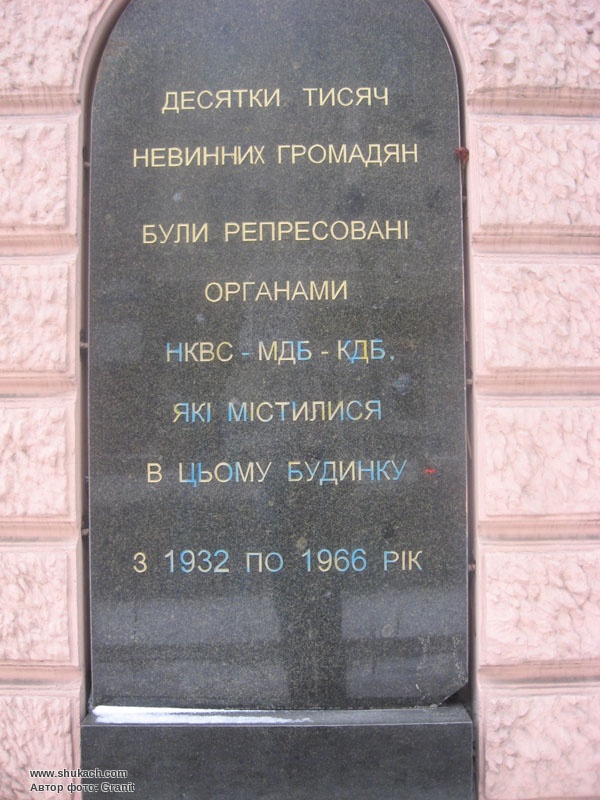 ДЕСЯТКИ ТИСЯЧ
НЕВИННИХ ГРОМАДЯН
БУЛИ РЕПРЕСОВАНІ
ОРГАНАМИ
НКВС - МДБ - КДБ,
ЯКІ МІСТИЛИСЯ
В ЦЬОМУ БУДИНКУ
З 1932 ПО 1966 РІК
www.shukach.com
Автор фото: Granit